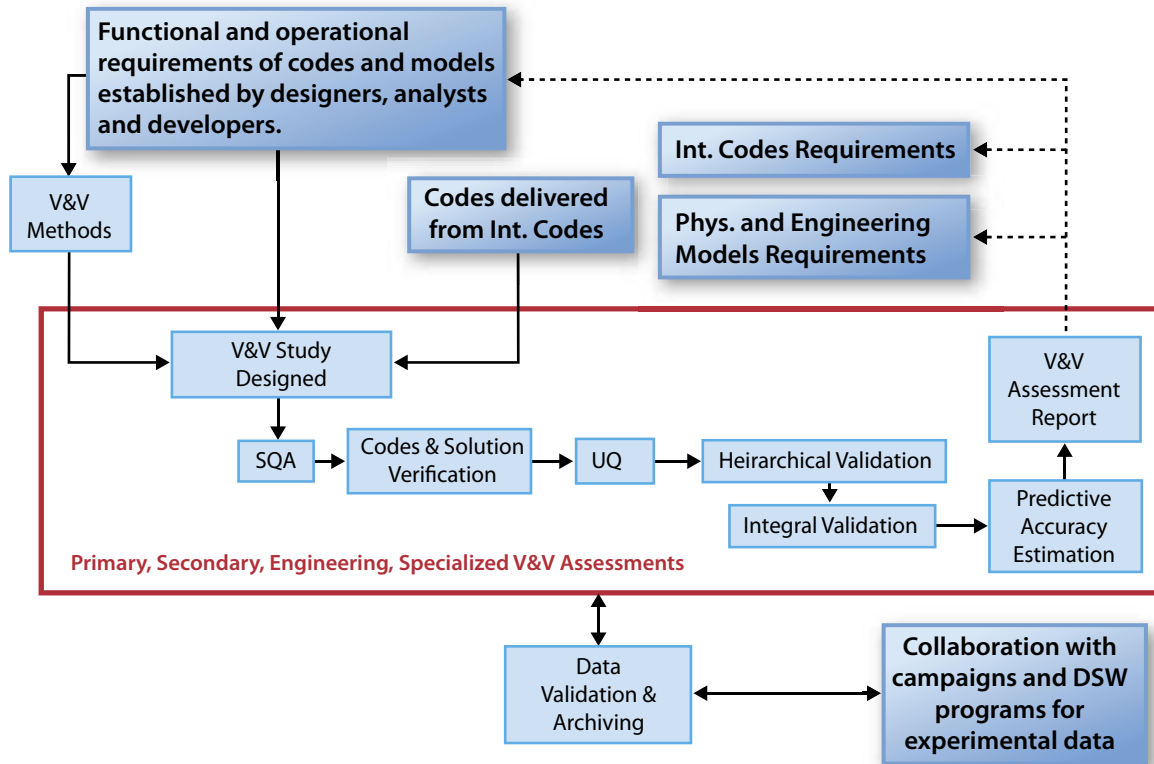 Functional and operational
requirements of codes and models
established by designers, analysts
and developers.
Int. Codes Requirements
V&V
Methods
Codes delivered
from Int. Codes
Phys. and Engineering
Models Requirements
V&V Study
Designed
V&V
Assessment
Report
SQA
Codes & Solution
Verification
UQ
Heirarchical Validation
Integral Validation
Predictive
Accuracy
Estimation
Primary, Secondary, Engineering, Specialized V&V Assessments
Data
Validation &
Archiving
Collaboration with
campaigns and DSW
programs for
experimental data